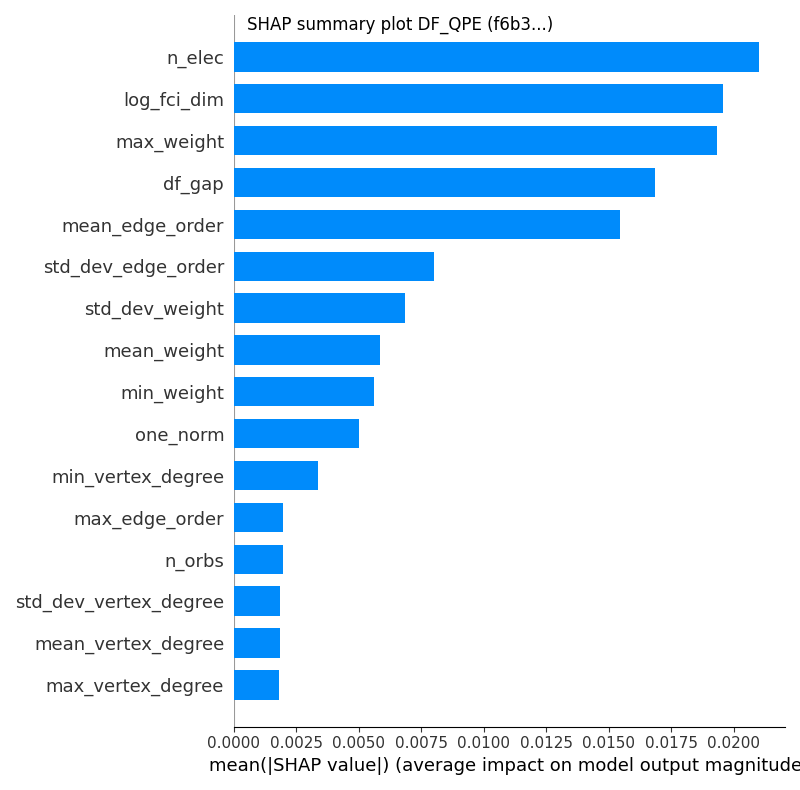 SHAP summary plot DF_QPE (f6b3...)
n_elec
log_fci_dim
max_weight
df_gap
mean_edge_order
std_dev_edge_order
std_dev_weight
mean_weight
min_weight
one_norm
min_vertex_degree
max_edge_order
n_orbs
std_dev_vertex_degree
mean_vertex_degree
max_vertex_degree
0.0000 0.0025 0.0050 0.0075 0.0100 0.0125 0.0150 0.0175 0.0200
mean(|SHAP value|) (average impact on model output magnitude